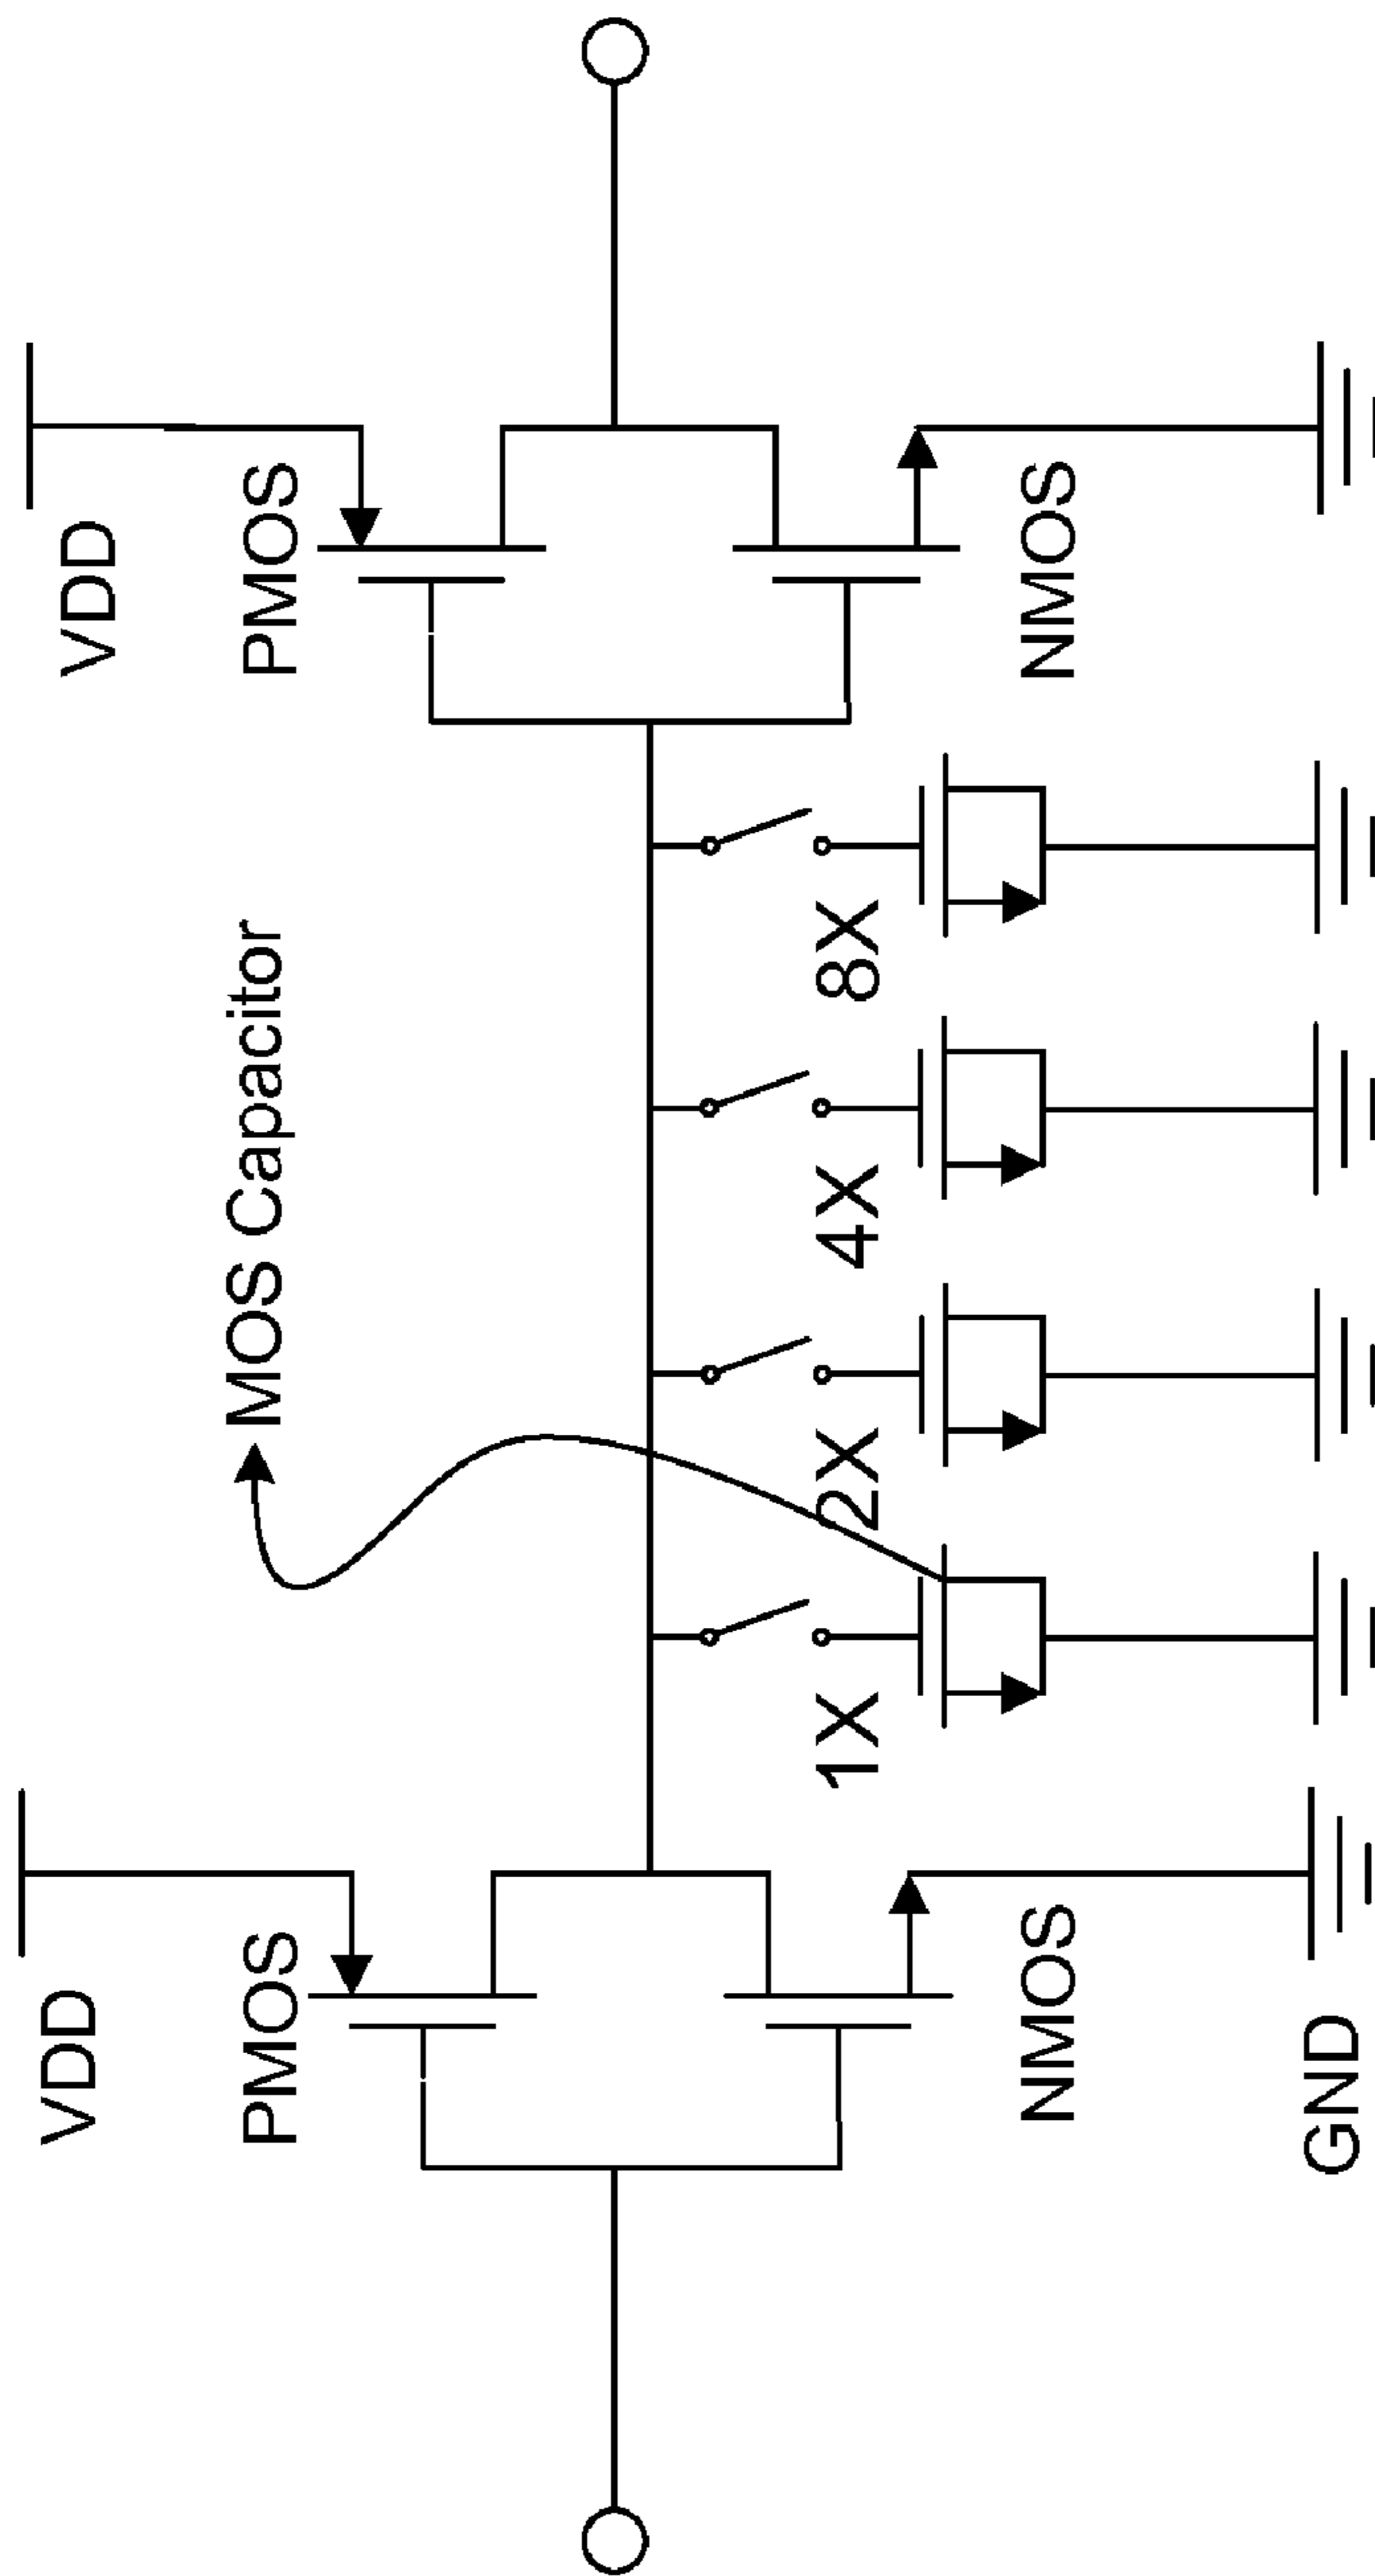 VDD
VDD
PMOS
MOS Capacitor
PMOS
1X
2X
4X
8X
NMOS
NMOS
GND